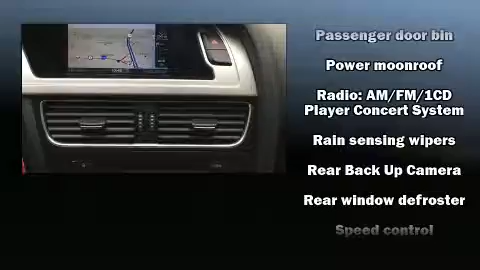 Passenger door bin
Power moonroof
Radio: AM/FM/1CD
Player Concert System
Rain sensing wipers
Rear Back Up Camera
Rear window defroster
Speed control